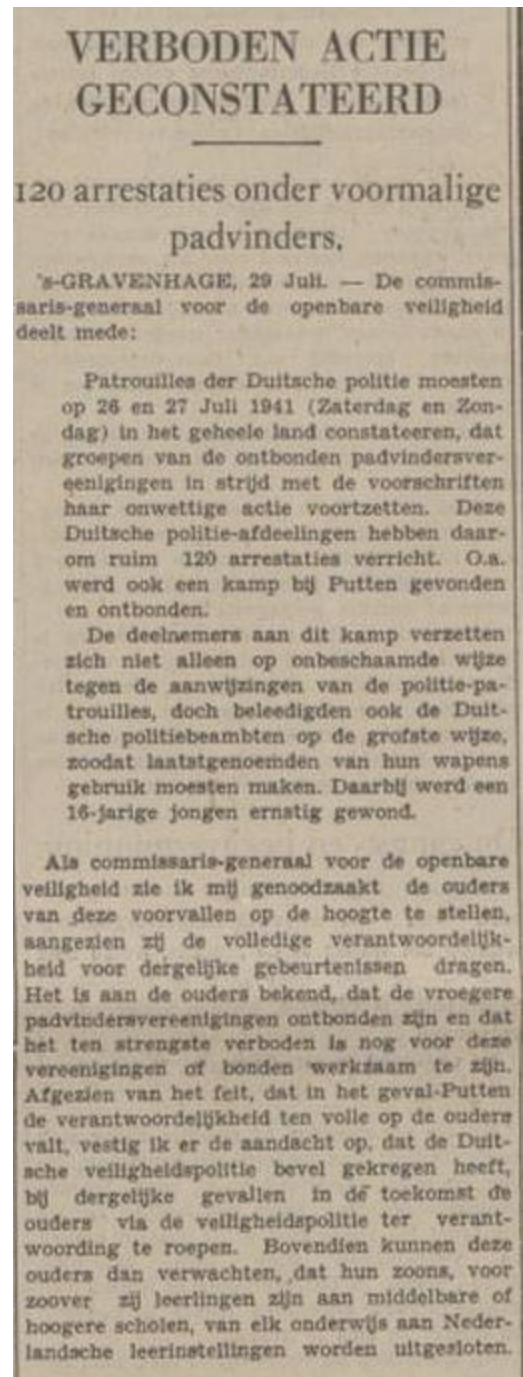 VERBODEN ACTIE
GECONSTATEERD
120 arrestaties onder voormalige
padvinders.
's-GRAVENHAGE, 29 Juli. — De commis-
saris-generaal voor de openbare veiligheid
deelt mede:
Patrouilles der Duitsche politie moesten
op 26 en 27 Juli 1941 (Zaterdag en Zon-
dag) in het geheele land constateeren, dat
groepen van de ontbonden padvindersver-
eenigingen in strijd met de voorschriften
haar onwettige actie voortzetten. Deze
Duitsche politie-afdeelingen hebben daar-
om ruim 120 arrestaties verricht. O.a.
werd ook een kamp bij Putten gevonden
en ontbonden.
De deelnemers aan dit kamp verzetten
zich niet alleen op onbeschaamde wijze
tegen de aanwijzingen van de politie-pa-
trouilles, doch beleedigden ook de Duit-
sche politiebeambten op de grofste wijze,
zoodat laatstgenoemden van hun wapens
gebruik moesten maken. Daarbij werd een
16-jarige jongen ernstig gewond.
Als commissaris-generaal voor de openbare
veiligheid zie ik mij genoodzaakt de ouders
van deze voorvallen op de hoogte te stellen,
aangezien zij de volledige verantwoordelijk-
heid voor dergelijke gebeurtenissen dragen.
Het is aan de ouders bekend, dat de vroegere
padvindersvereenigingen ontbonden zijn en dat
het ten strengste verboden is nog voor deze
vereenigingen of bonden werkzaam te zijn.
Afgezien van het feit, dat in het geval-Putten
de verantwoordelijkheid ten volle op de ouders
valt, vestig ik er de aandacht op, dat de Duit-
sche veiligheidspolitie bevel gekregen heeft,
bij dergelijke gevallen in de toekomst de
ouders via de veiligheidspolitie ter verant-
woording te roepen. Bovendien kunnen deze
ouders dan verwachten, dat hun zoons, voor
zoover zij leerlingen zijn aan middelbare of
hoogere scholen, van elk onderwijs aan Neder-
landsche leerinstellingen worden uitgesloten.